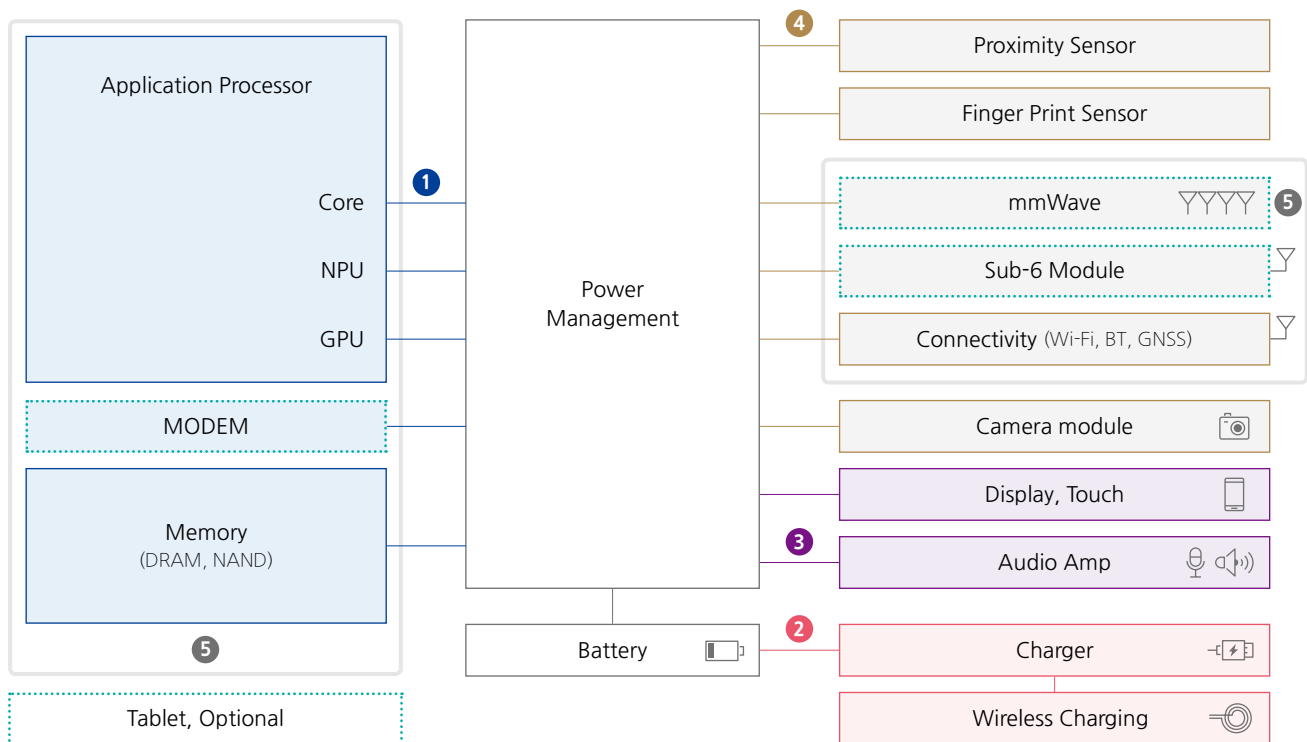 Application Processor
Core
NPU
GPU
MODEM
Memory
(DRAM, NAND)
5
Tablet, Optional
1
Power
Management
Battery
4
Proximity Sensor
Finger Print Sensor
mmWave
5
Sub-6 Module
Connectivity (Wi-Fi, BT, GNSS)
Camera module
Display, Touch
3
Audio Amp
2
Charger
Wireless Charging